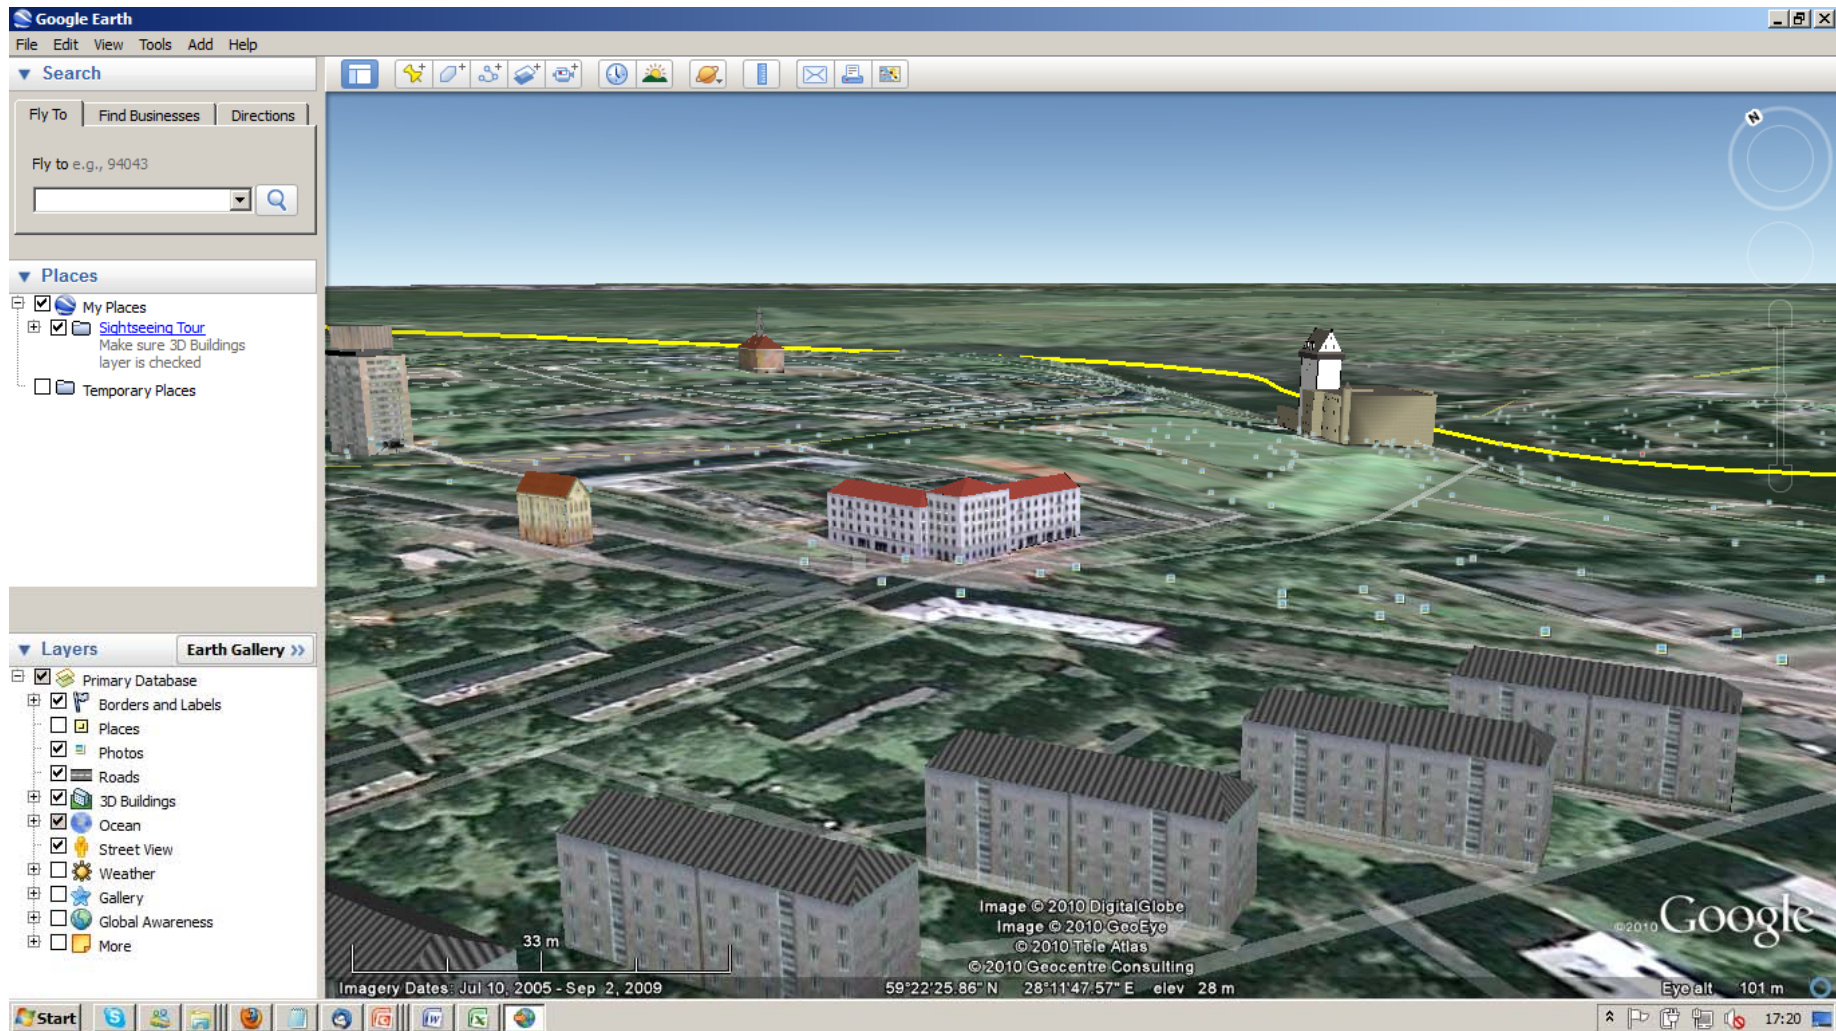 Google Earth
File Edit View Tools Add Help
Search
Fly To Find Businesses Directions
Fly to e.g., 94043
Places
My Places
Sightseeing Tour
Make sure 3D Buildings
layer is checked
Temporary Places
Layers Earth Gallery >>
Primary Database
Borders and Labels
Places
Photos
Roads
3D Buildings
Ocean
Street View
Weather
Gallery
Global Awareness
More
N
33 m
Image © 2010 DigitalGlobe
Image © 2010 GeoEye
© 2010 Tele Atlas
© 2010 Geocentre Consulting
©2010 Google
Imagery Dates: Jul 10, 2005 - Sep 2, 2009 59°22'25.86" N 28°11'47.57" E elev 28 m Eye alt 101 m
Start 17:20